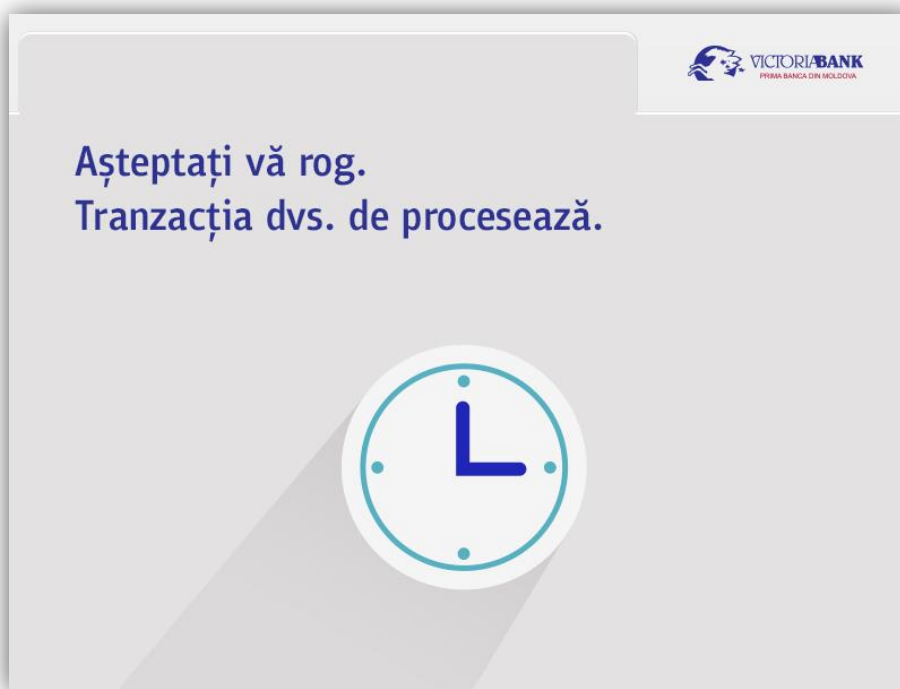 VICTORIABANK
PRIMA BANCA DIN MOLDOVA
Așteptați vă rog.
Tranzacția dvs. de procesează.